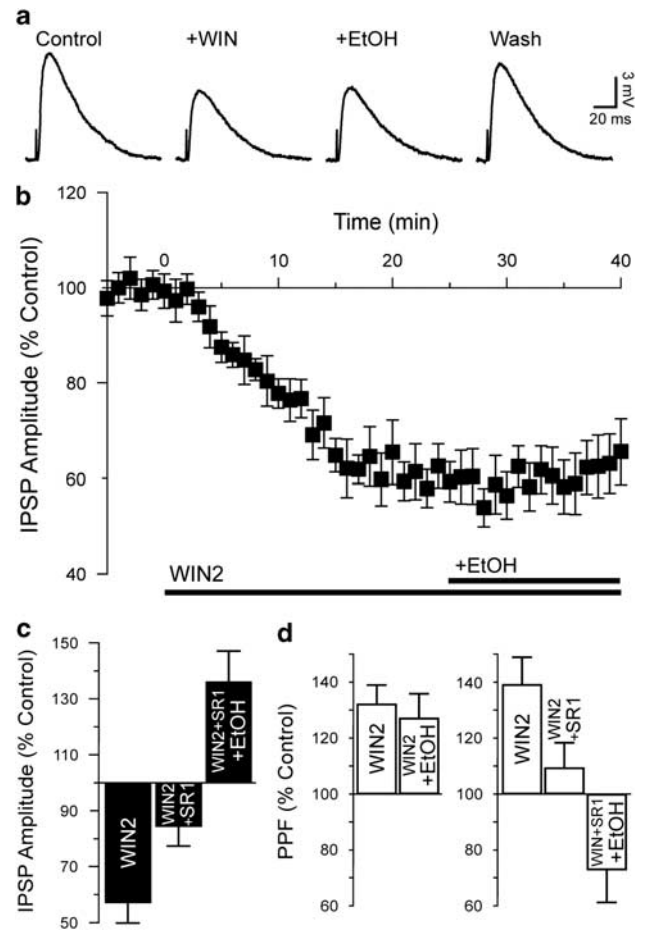 a
Control
+WIN
+EtOH
Wash
3 mV
20 ms
b
120
100
80
60
40
IPSP Amplitude (% Control)
Time (min)
0
10
20
30
40
WIN2
+EtOH
c
150
130
110
90
70
50
IPSP Amplitude (% Control)
WIN2
WIN2
+SR1
WIN2+SR1
+EtOH
d
140
120
100
80
60
PPF (% Control)
WIN2
WIN2
+EtOH
140
120
100
80
60
WIN2
WIN2
+SR1
WIN+SR1
+EtOH